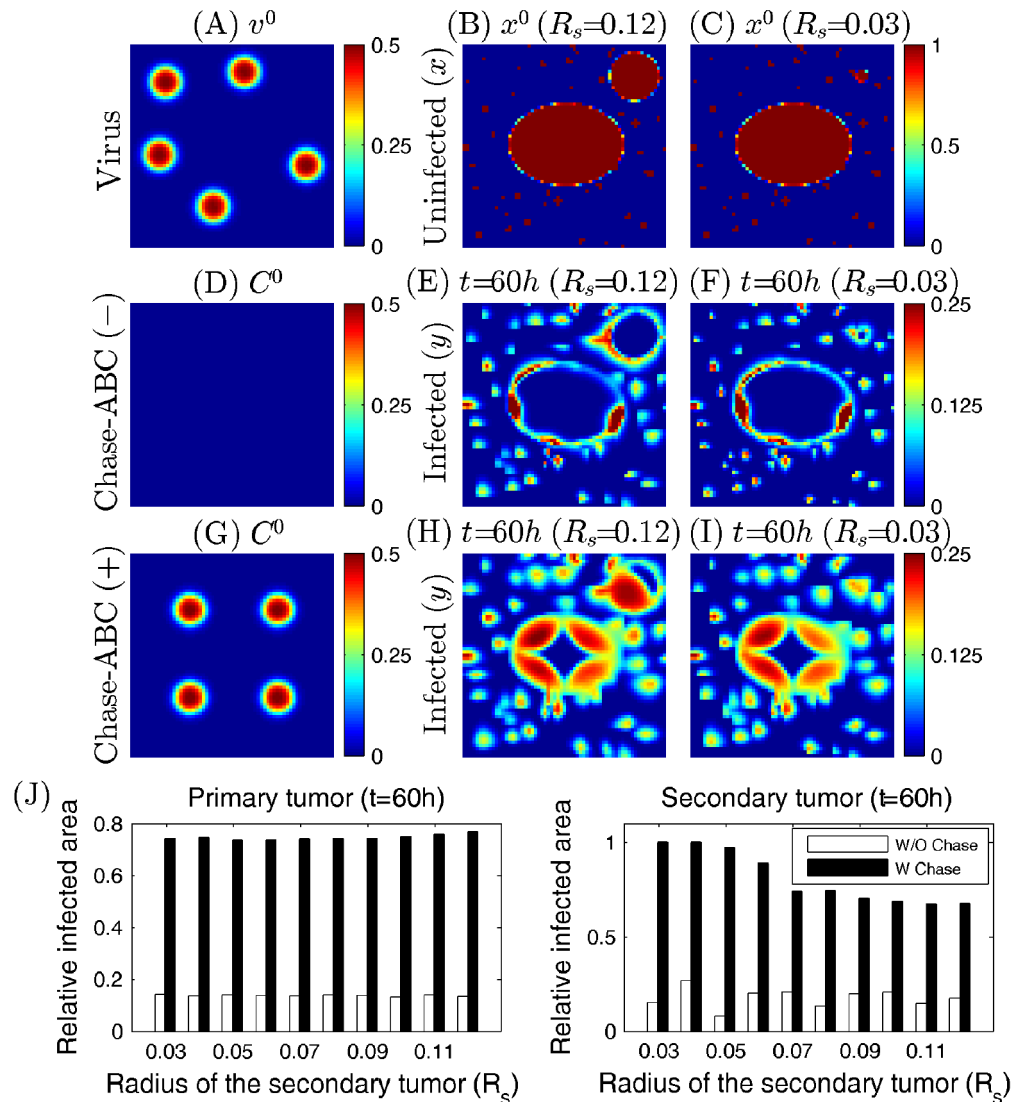 (A) v⁰
(B) x⁰ (Rₛ=0.12)
(C) x⁰ (Rₛ=0.03)
Virus
0.5
0.25
0
Uninfected (x)
1
0.5
0
(D) C⁰
(E) t=60h (Rₛ=0.12)
(F) t=60h (Rₛ=0.03)
Chase-ABC (−)
0.5
0.25
0
Infected (y)
0.25
0.125
0
(G) C⁰
(H) t=60h (Rₛ=0.12)
(I) t=60h (Rₛ=0.03)
Chase-ABC (+)
0.5
0.25
0
Infected (y)
0.25
0.125
0
(J)
Primary tumor (t=60h)
Relative infected area
0.8
0.6
0.4
0.2
0
0.03 0.05 0.07 0.09 0.11
Radius of the secondary tumor (Rₛ)
Secondary tumor (t=60h)
Relative infected area
1
0.5
0
W/O Chase
W Chase
0.03 0.05 0.07 0.09 0.11
Radius of the secondary tumor (Rₛ)